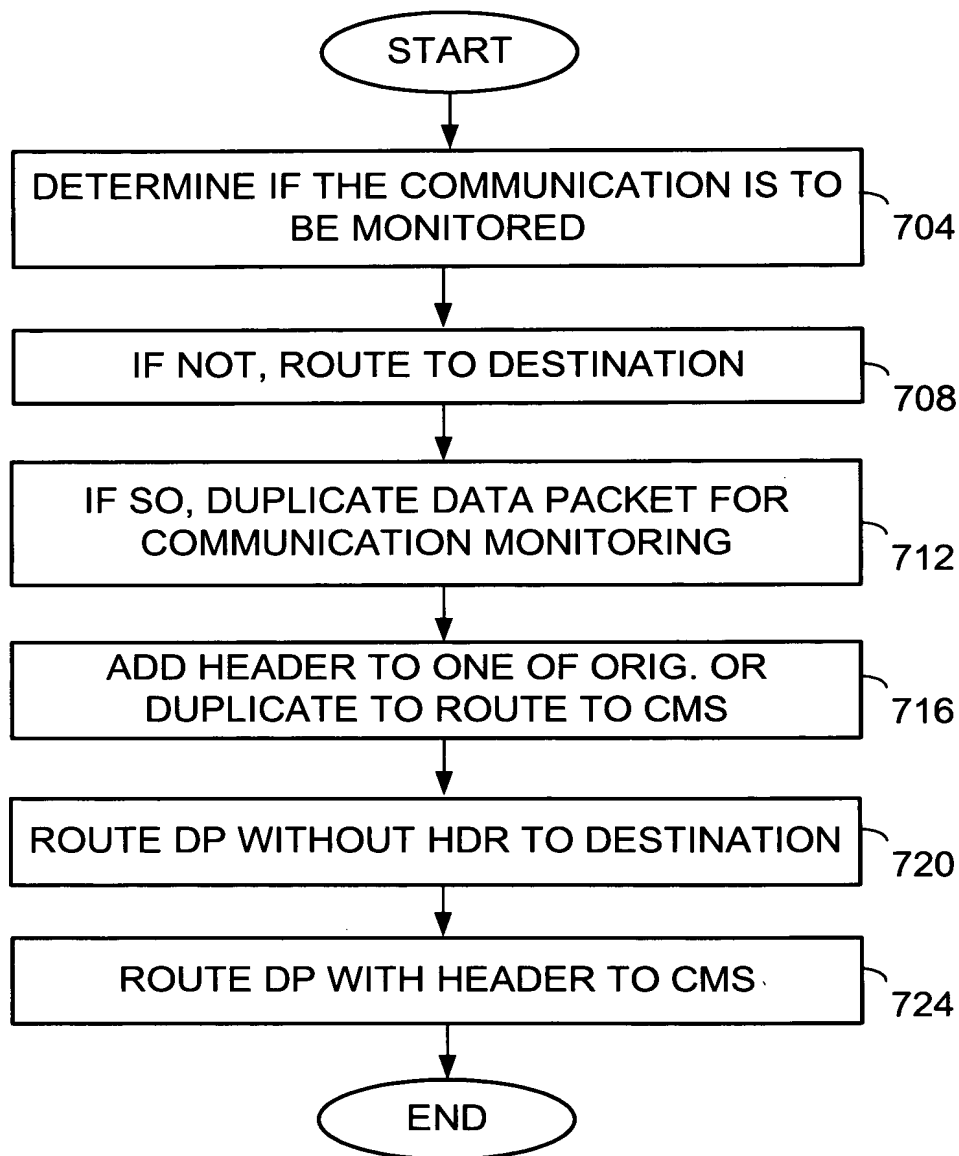 START
DETERMINE IF THE COMMUNICATION IS TO
BE MONITORED
704
IF NOT, ROUTE TO DESTINATION
708
IF SO, DUPLICATE DATA PACKET FOR
COMMUNICATION MONITORING
712
ADD HEADER TO ONE OF ORIG. OR
DUPLICATE TO ROUTE TO CMS
716
ROUTE DP WITHOUT HDR TO DESTINATION
720
ROUTE DP WITH HEADER TO CMS
724
END